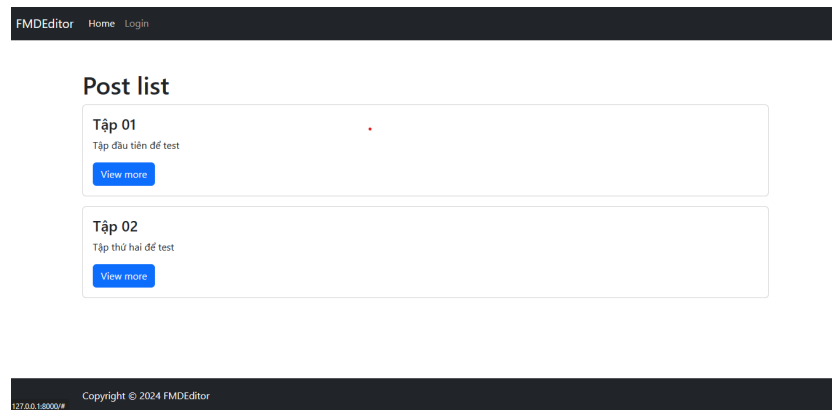 FMDEditor Home Login
Post list
Tập 01
Tập đầu tiên để test
View more
Tập 02
Tập thứ hai để test
View more
Copyright © 2024 FMDEditor
127.0.0.1:8000/#